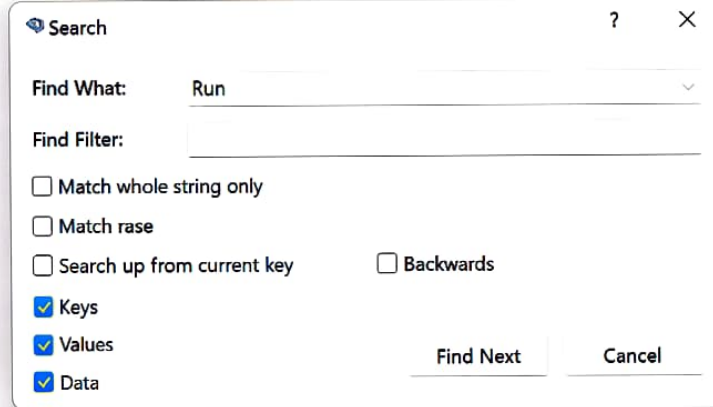 Search ?
Find What: Run
Find Filter:
Match whole string only
Match rase
Search up from current key Backwards
Keys
Values
Data
Find Next Cancel